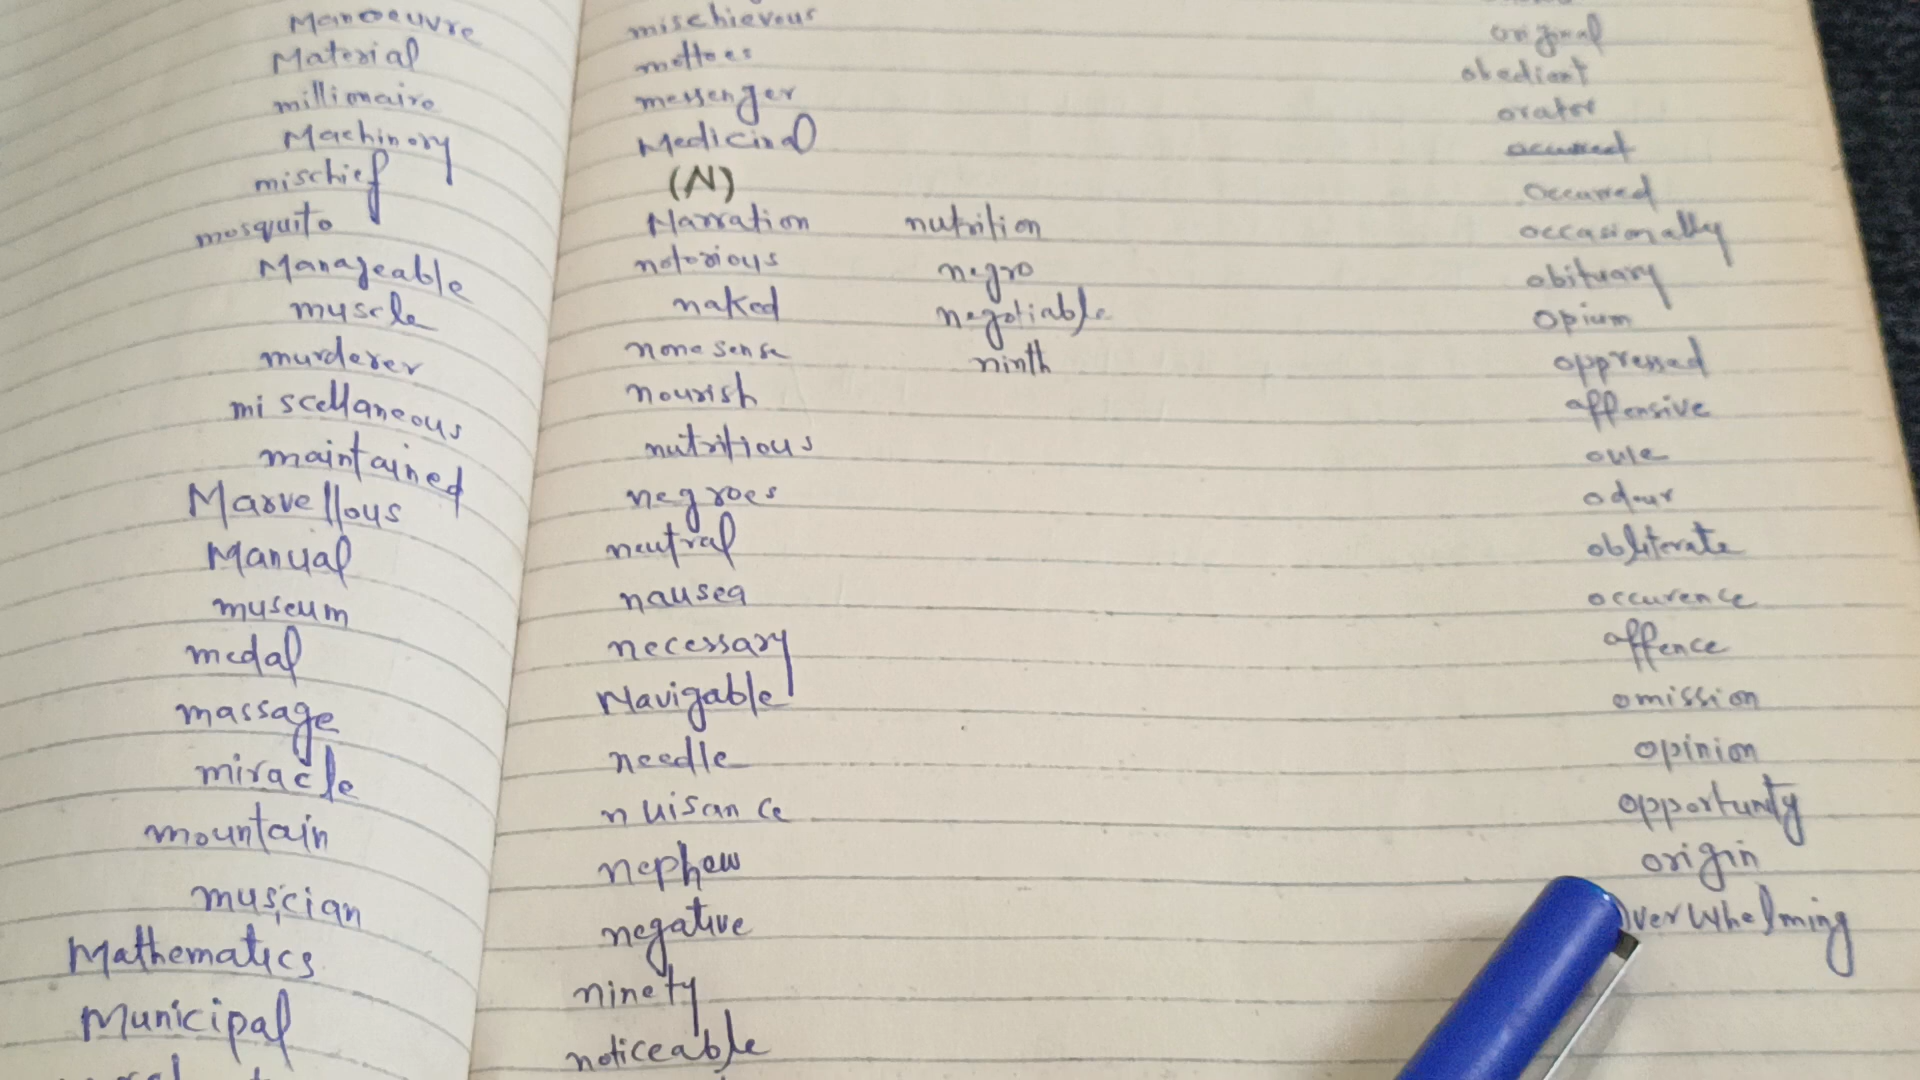 Manoeuvre
Material
millionaire
Machinery
mischief
mosquito
Manageable
muscle
murderer
miscellaneous
maintained
Marvellous
Manual
museum
medal
massage
miracle
mountain
musician
Mathematics
Municipal
mischievous
mottoes
messenger
Medicinal
(N)
Narration nutrition
notorious negro
naked negotiable
nonesense ninth
nourish
nutritious
negroes
neutral
nausea
necessary
Navigable
needle
nuisance
nephew
negative
ninety
noticeable
original
obedient
orator
Occurred
occasionally
obituary
opium
oppressed
offensive
odour
obliterate
occurence
offence
omission
opinion
opportunity
origin
Overwhelming